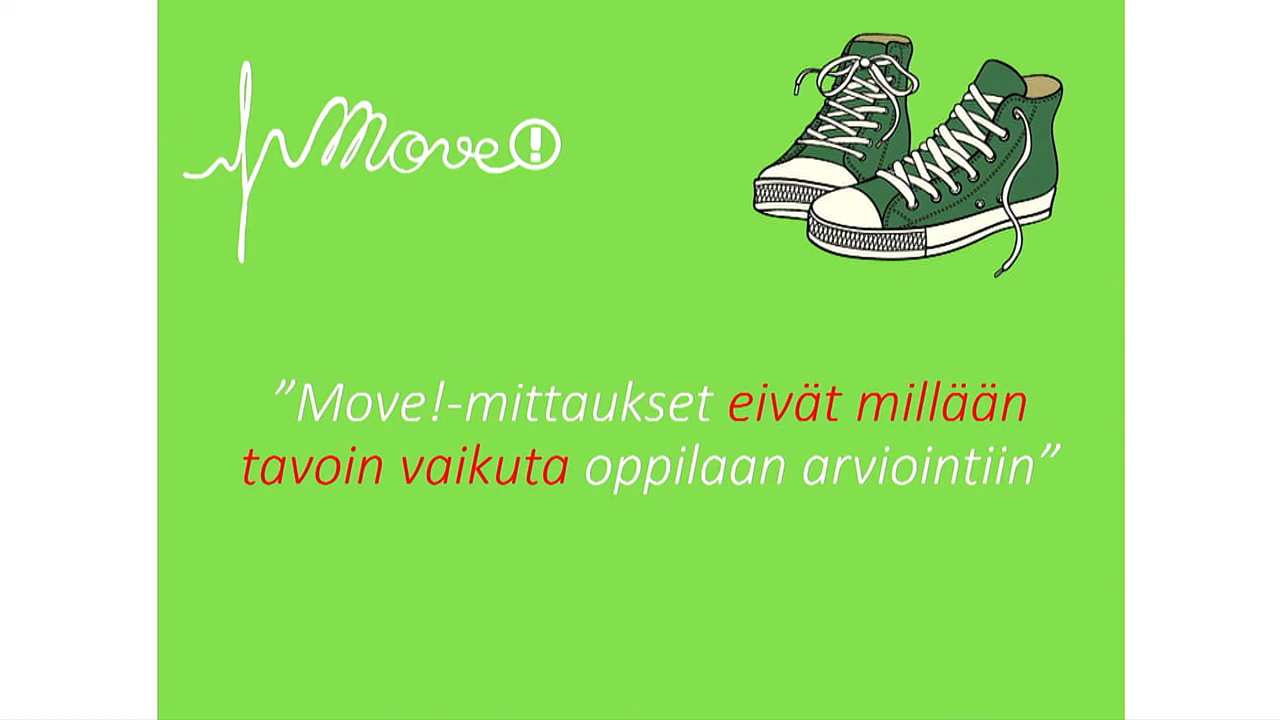 Move!
”Move!-mittaukset eivät millään
tavoin vaikuta oppilaan arviointiin”